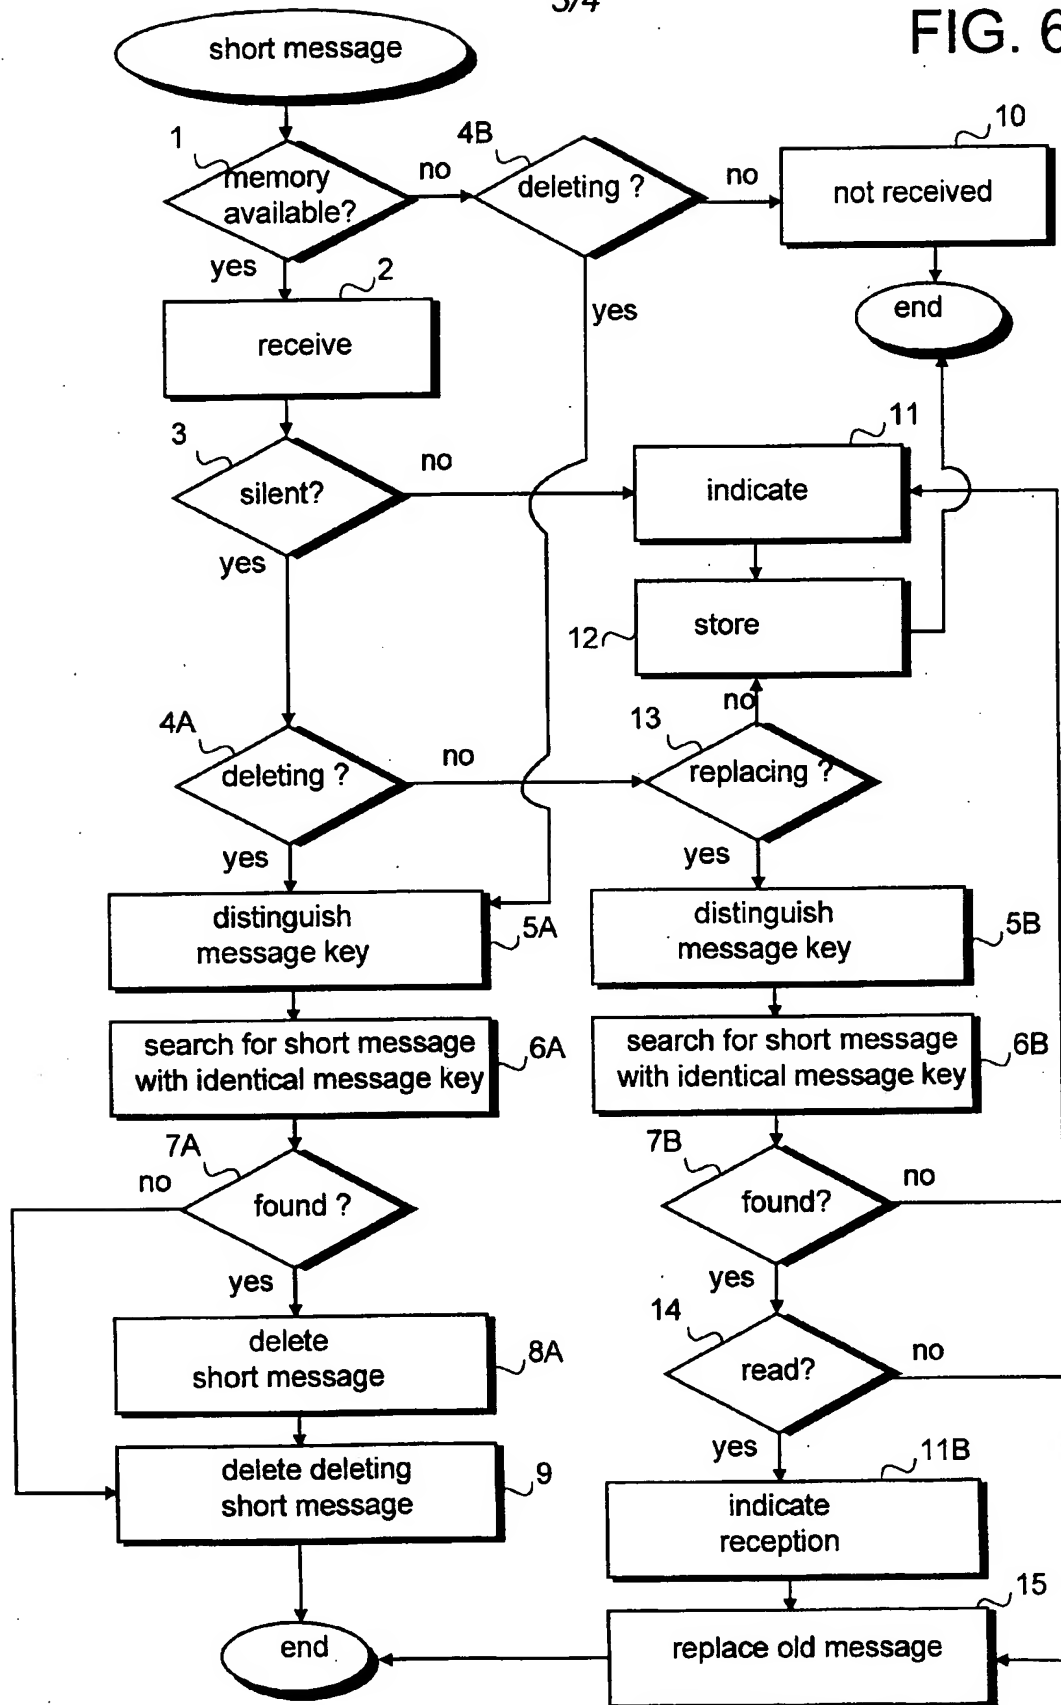 3/4
FIG. 6
short message
1
memory
available?
no
4B
deleting ?
no
10
not received
yes
2
receive
yes
end
3
silent?
no
11
indicate
yes
12
store
4A
deleting ?
no
13
no
replacing ?
yes
distinguish
message key
5A
yes
distinguish
message key
5B
search for short message
with identical message key
6A
search for short message
with identical message key
6B
7A
no
found ?
yes
7B
found?
no
yes
delete
short message
8A
14
read?
no
yes
delete deleting
short message
9
11B
indicate
reception
15
replace old message
end